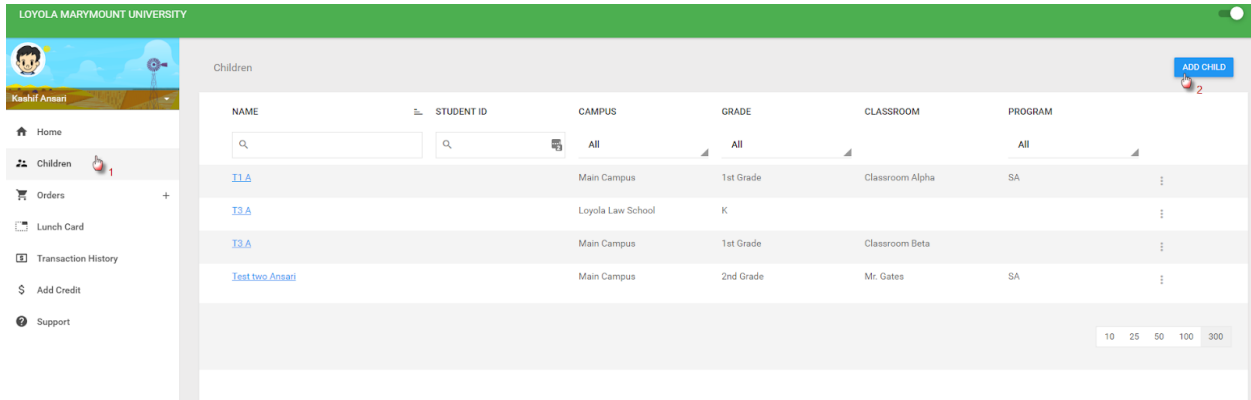 LOYOLA MARYMOUNT UNIVERSITY
Kashif Ansari
Home
Children 1
Orders +
Lunch Card
Transaction History
Add Credit
Support
Children
ADD CHILD
2
NAME STUDENT ID CAMPUS GRADE CLASSROOM PROGRAM
All All All
T1 A Main Campus 1st Grade Classroom Alpha SA
T3 A Loyola Law School K
T3 A Main Campus 1st Grade Classroom Beta
Test two Ansari Main Campus 2nd Grade Mr. Gates SA
10 25 50 100 300